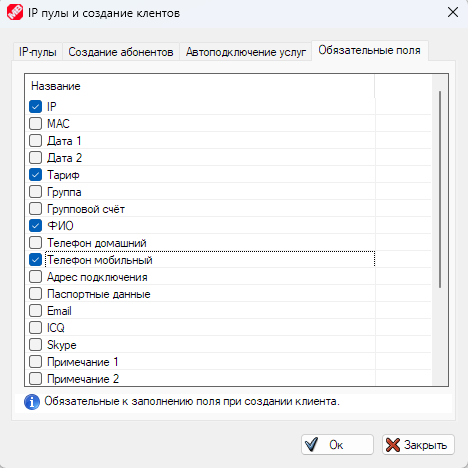 IP пулы и создание клентов
IP-пулы Создание абонентов Автоподключение услуг Обязательные поля
Название
IP
MAC
Дата 1
Дата 2
Тариф
Группа
Групповой счёт
ФИО
Телефон домашний
Телефон мобильный
Адрес подключения
Паспортные данные
Email
ICQ
Skype
Примечание 1
Примечание 2
Обязательные к заполнению поля при создании клиента.
Ок Закрыть